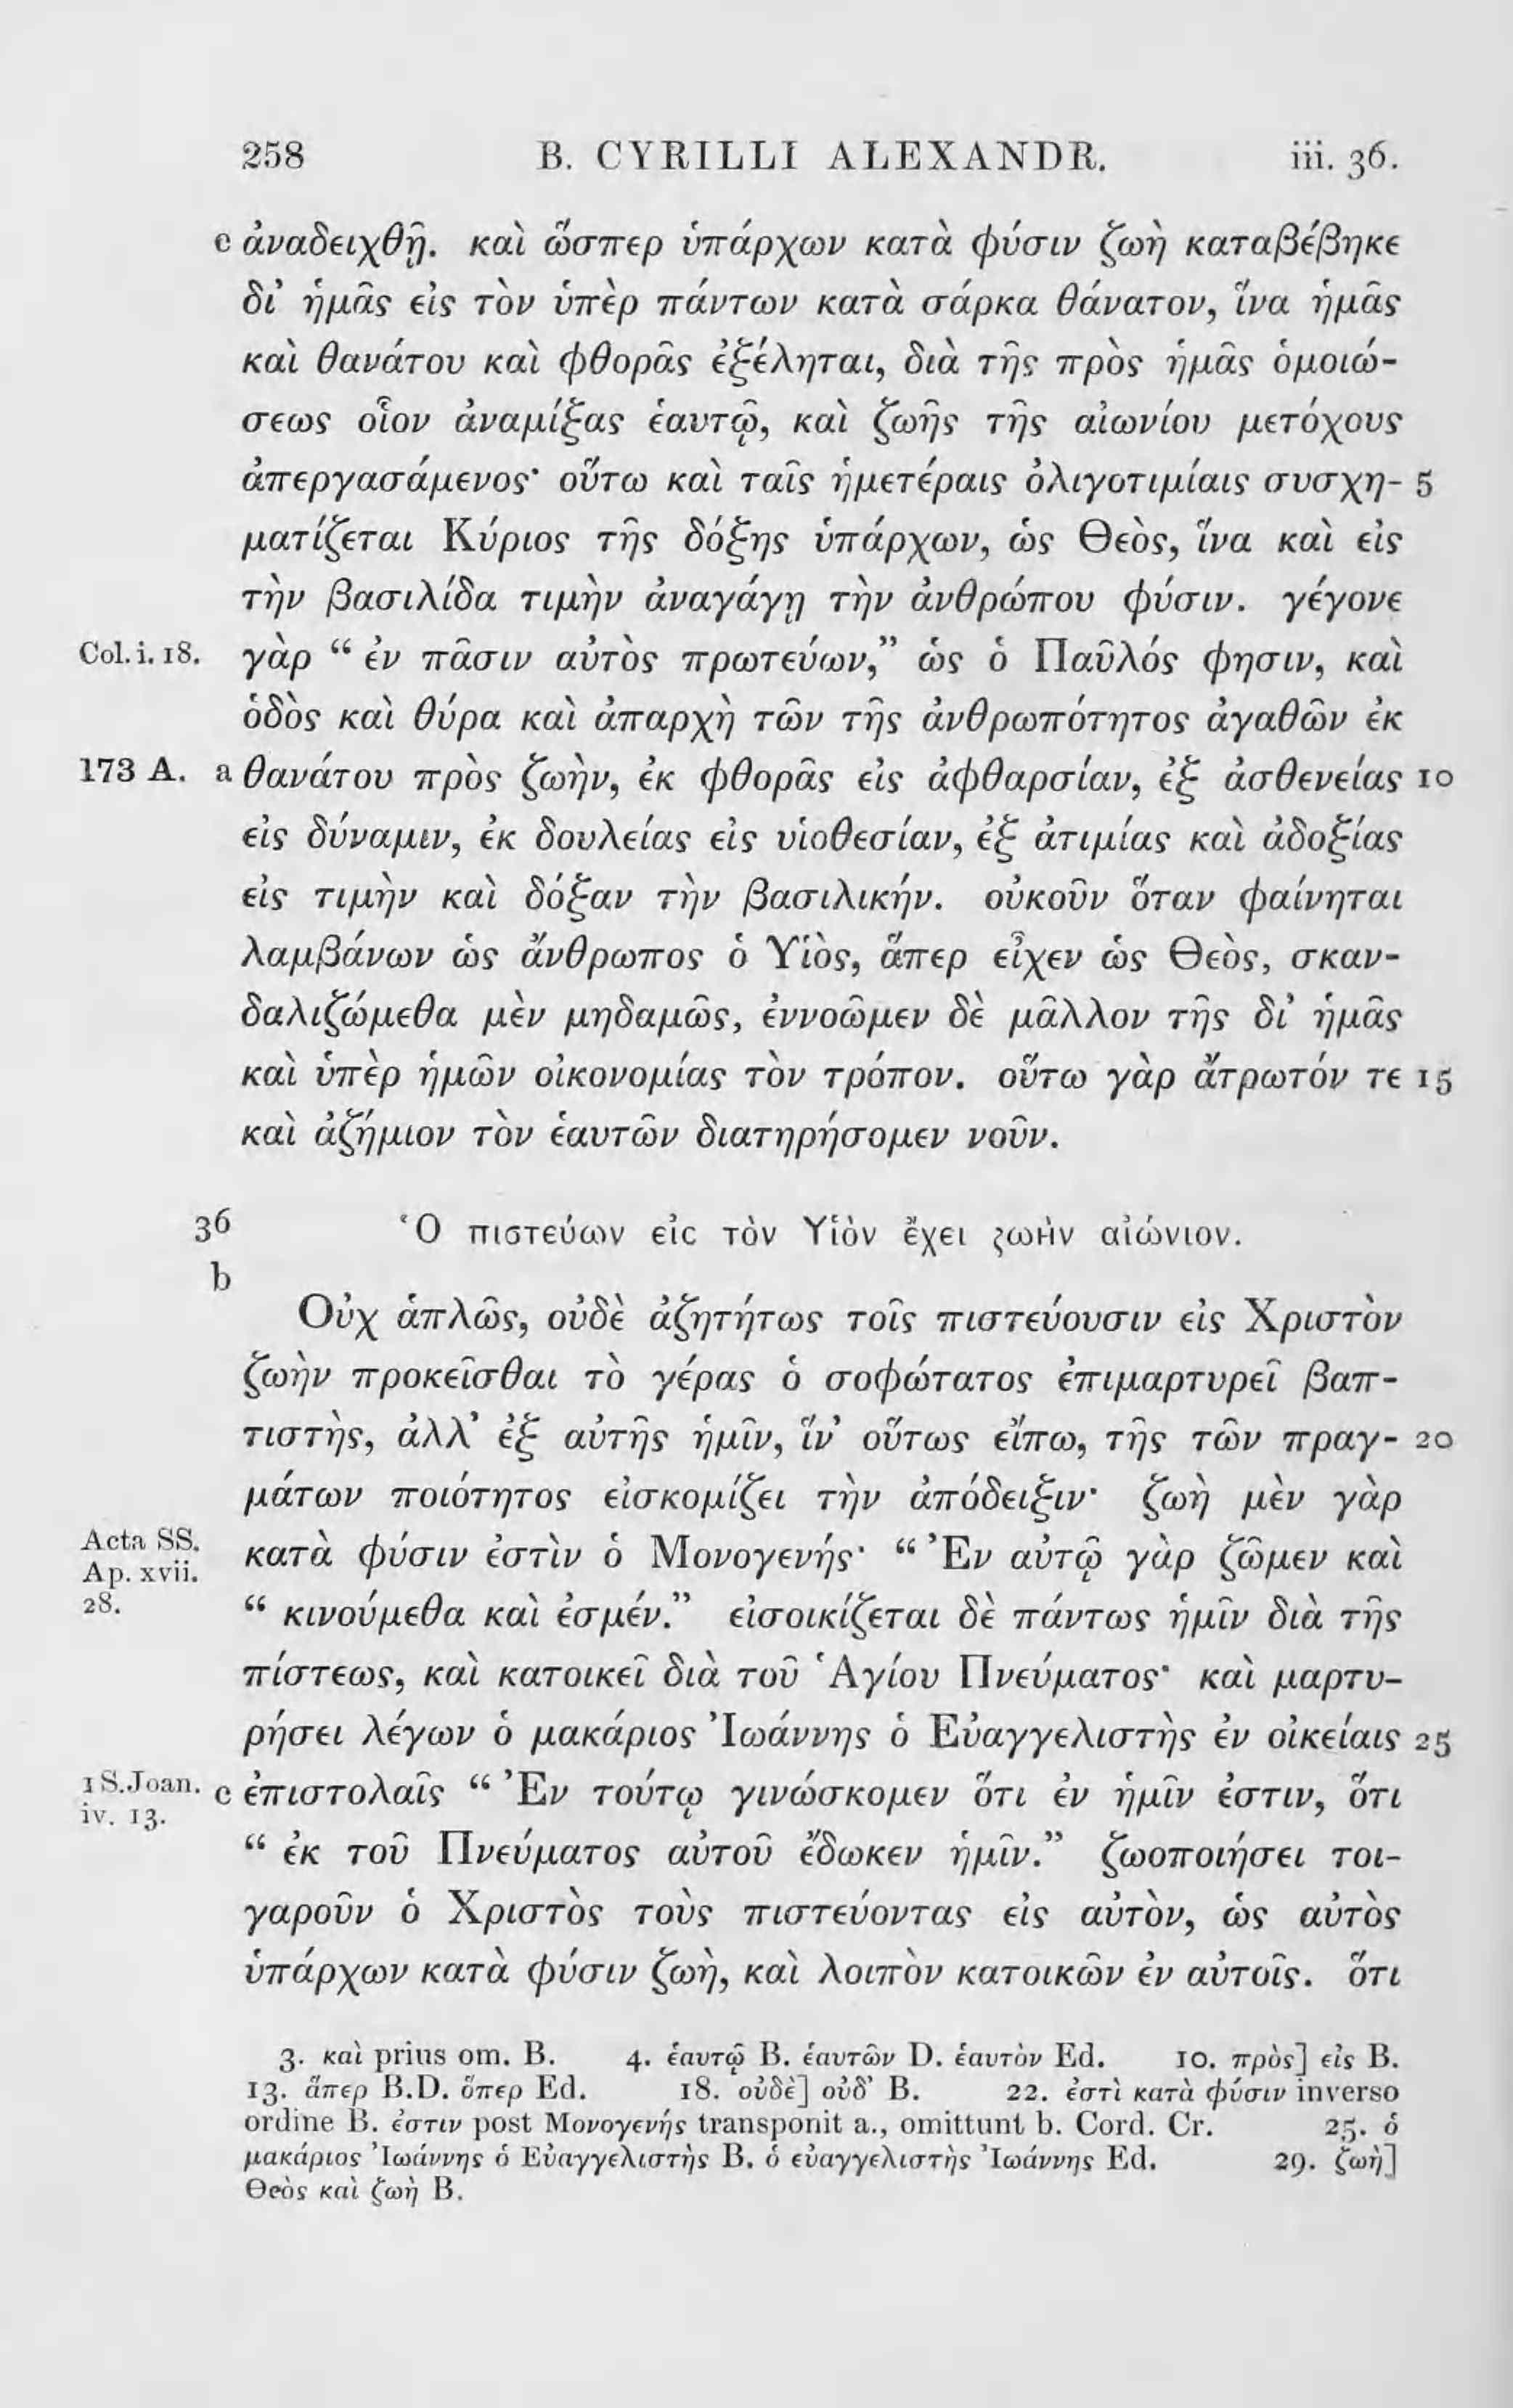 258 B. CYRILLI ALEXANDR. iii. 36.
c ἀναδειχθῇ. καὶ ὥσπερ ὑπάρχων κατὰ φύσιν ζωὴ καταβέβηκε
δι’ ἡμᾶς εἰς τὸν ὑπὲρ πάντων κατὰ σάρκα θάνατον, ἵνα ἡμᾶς
καὶ θανάτου καὶ φθορᾶς ἐξέληται, διὰ τῆς πρὸς ἡμᾶς ὁμοιώ-
σεως οἷον ἀναμίξας ἑαυτῷ, καὶ ζωῆς τῆς αἰωνίου μετόχους
ἀπεργασάμενος· οὕτω καὶ ταῖς ἡμετέραις ὀλιγοτιμίαις συσχη- 5
ματίζεται Κύριος τῆς δόξης ὑπάρχων, ὡς Θεὸς, ἵνα καὶ εἰς
τὴν βασιλίδα τιμὴν ἀναγάγῃ τὴν ἀνθρώπου φύσιν. γέγονε
Col. i. 18. γὰρ “ ἐν πᾶσιν αὐτὸς πρωτεύων,” ὡς ὁ Παῦλός φησιν, καὶ
ὁδὸς καὶ θύρα καὶ ἀπαρχὴ τῶν τῆς ἀνθρωπότητος ἀγαθῶν ἐκ
173 A. a θανάτου πρὸς ζωὴν, ἐκ φθορᾶς εἰς ἀφθαρσίαν, ἐξ ἀσθενείας 10
εἰς δύναμιν, ἐκ δουλείας εἰς υἱοθεσίαν, ἐξ ἀτιμίας καὶ ἀδοξίας
εἰς τιμὴν καὶ δόξαν τὴν βασιλικήν. οὐκοῦν ὅταν φαίνηται
λαμβάνων ὡς ἄνθρωπος ὁ Υἱὸς, ἅπερ εἶχεν ὡς Θεὸς, σκαν-
δαλιζώμεθα μὲν μηδαμῶς, ἐννοῶμεν δὲ μᾶλλον τῆς δι’ ἡμᾶς
καὶ ὑπὲρ ἡμῶν οἰκονομίας τὸν τρόπον. οὕτω γὰρ ἄτρωτόν τε 15
καὶ ἀζήμιον τὸν ἑαυτῶν διατηρήσομεν νοῦν.
36 Ὁ πιστεύων εἰς τὸν Υἱὸν ἔχει ζωὴν αἰώνιον.
b
Οὐχ ἁπλῶς, οὐδὲ ἀζητήτως τοῖς πιστεύουσιν εἰς Χριστὸν
ζωὴν προκεῖσθαι τὸ γέρας ὁ σοφώτατος ἐπιμαρτυρεῖ βαπ-
τιστὴς, ἀλλ’ ἐξ αὐτῆς ἡμῖν, ἵν’ οὕτως εἴπω, τῆς τῶν πραγ- 20
μάτων ποιότητος εἰσκομίζει τὴν ἀπόδειξιν· ζωὴ μὲν γὰρ
Acta SS. Ap. xvii. 28. κατὰ φύσιν ἐστὶν ὁ Μονογενής· “ Ἐν αὐτῷ γὰρ ζῶμεν καὶ
“ κινούμεθα καὶ ἐσμέν.” εἰσοικίζεται δὲ πάντως ἡμῖν διὰ τῆς
πίστεως, καὶ κατοικεῖ διὰ τοῦ Ἁγίου Πνεύματος· καὶ μαρτυ-
ρήσει λέγων ὁ μακάριος Ἰωάννης ὁ Εὐαγγελιστὴς ἐν οἰκείαις 25
1 S. Joan. iv. 13. c ἐπιστολαῖς “ Ἐν τούτῳ γινώσκομεν ὅτι ἐν ἡμῖν ἐστιν, ὅτι
“ ἐκ τοῦ Πνεύματος αὐτοῦ ἔδωκεν ἡμῖν.” ζωοποιήσει τοι-
γαροῦν ὁ Χριστὸς τοὺς πιστεύοντας εἰς αὐτὸν, ὡς αὐτὸς
ὑπάρχων κατὰ φύσιν ζωὴ, καὶ λοιπὸν κατοικῶν ἐν αὐτοῖς. ὅτι
3. καὶ prius om. B. 4. ἑαυτῷ B. ἑαυτῶν D. ἑαυτὸν Ed. 10. πρὸς] εἰς B.
13. ἅπερ B.D. ὅπερ Ed. 18. οὐδὲ] οὐδ’ B. 22. ἐστὶ κατὰ φύσιν inverso
ordine B. ἐστιν post Μονογενής transponit a., omittunt b. Cord. Cr. 25. ὁ
μακάριος Ἰωάννης ὁ Εὐαγγελιστὴς B. ὁ εὐαγγελιστὴς Ἰωάννης Ed. 29. ζωὴ]
Θεὸς καὶ ζωὴ B.